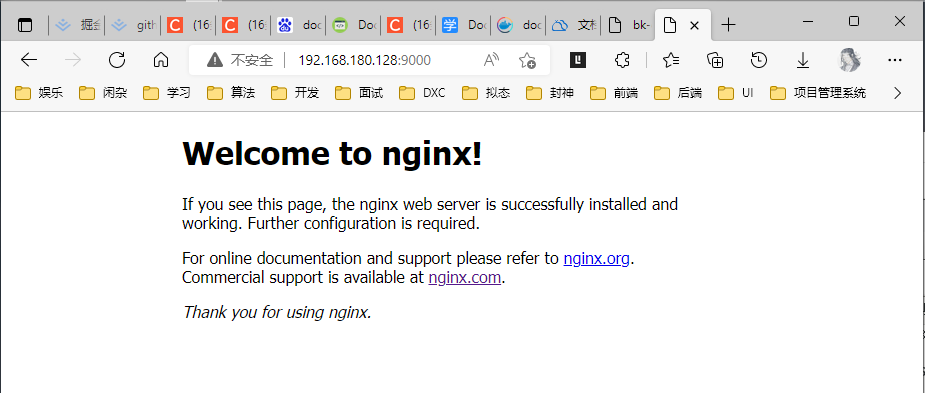 掘金
gith
(16
(16
doc
Doc
(16
doc
文档
bk-
不安全 192.168.180.128:9000
娱乐 闲杂 学习 算法 开发 面试 DXC 拟态 封神 前端 后端 UI 项目管理系统
Welcome to nginx!
If you see this page, the nginx web server is successfully installed and
working. Further configuration is required.
For online documentation and support please refer to nginx.org.
Commercial support is available at nginx.com.
Thank you for using nginx.